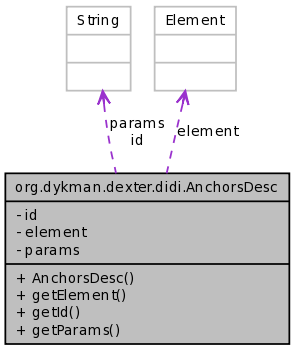 String
Element
params
id
element
org.dykman.dexter.didi.AnchorsDesc
- id
- element
- params
+ AnchorsDesc()
+ getElement()
+ getId()
+ getParams()